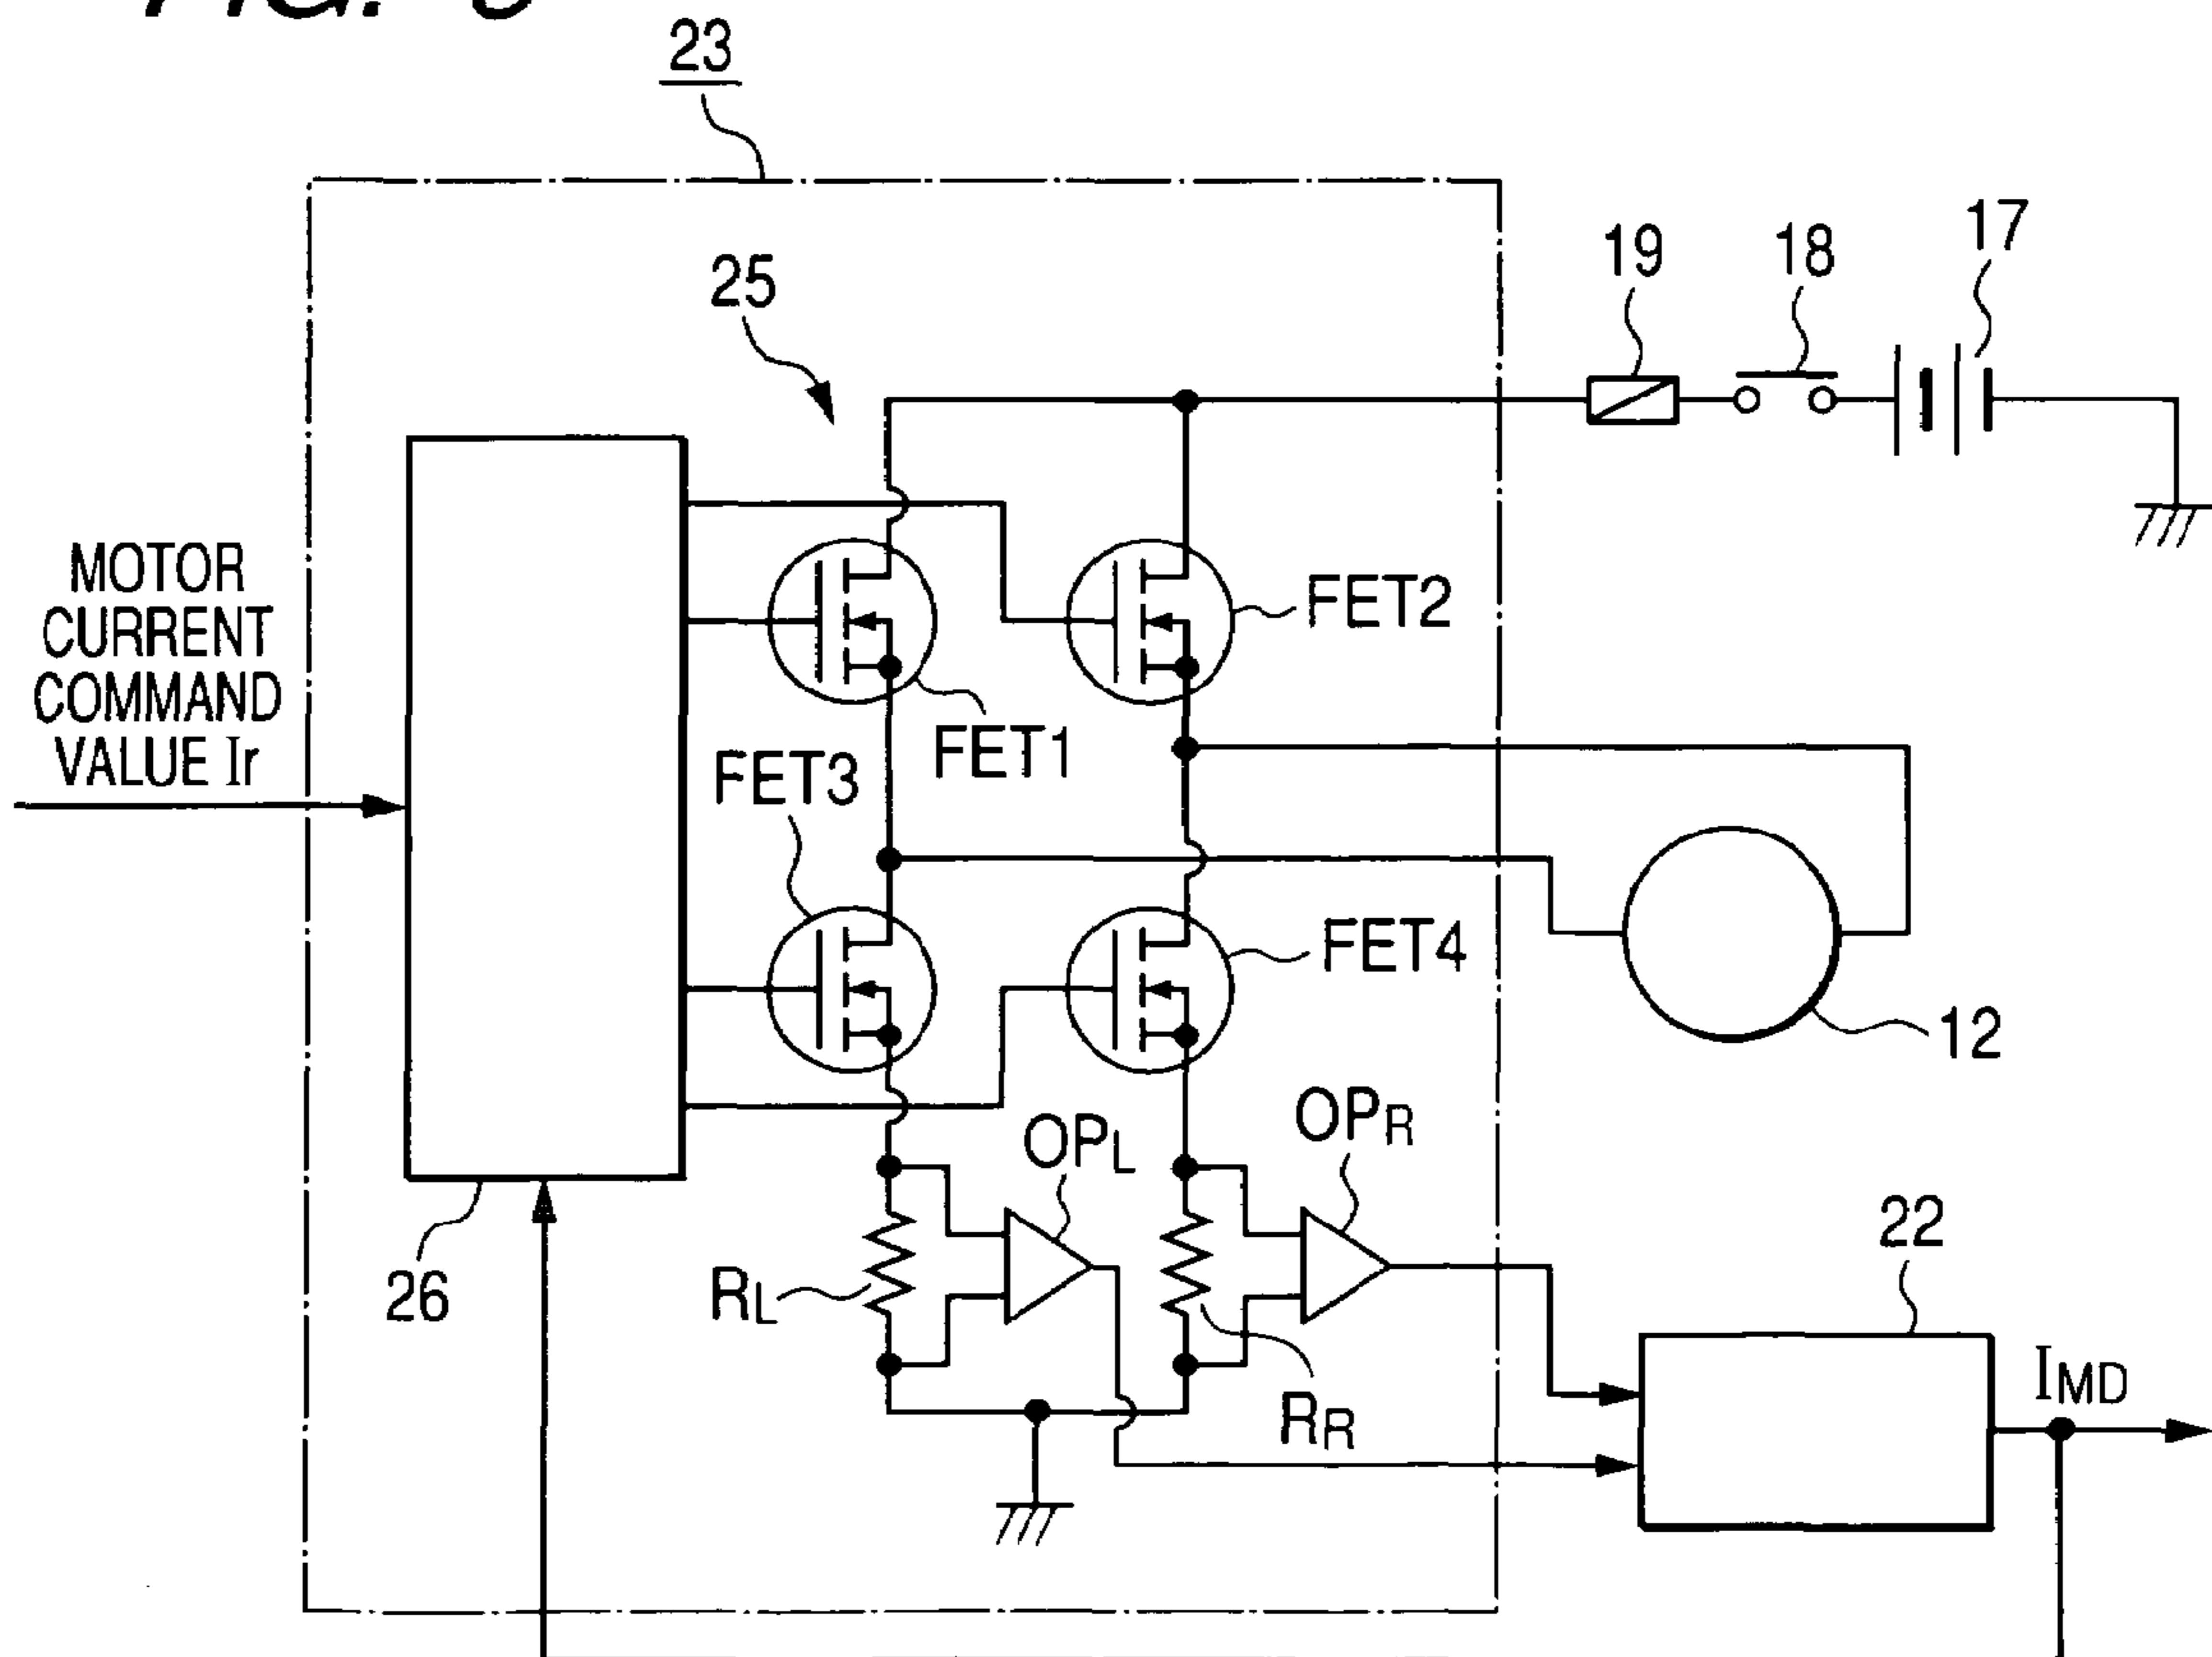 23
17
19
18
25
MOTOR
CURRENT
COMMAND
VALUE Ir
FET2
FET1
FET3
FET4
12
OPL
OPR
22
26
RL
IMD
RR